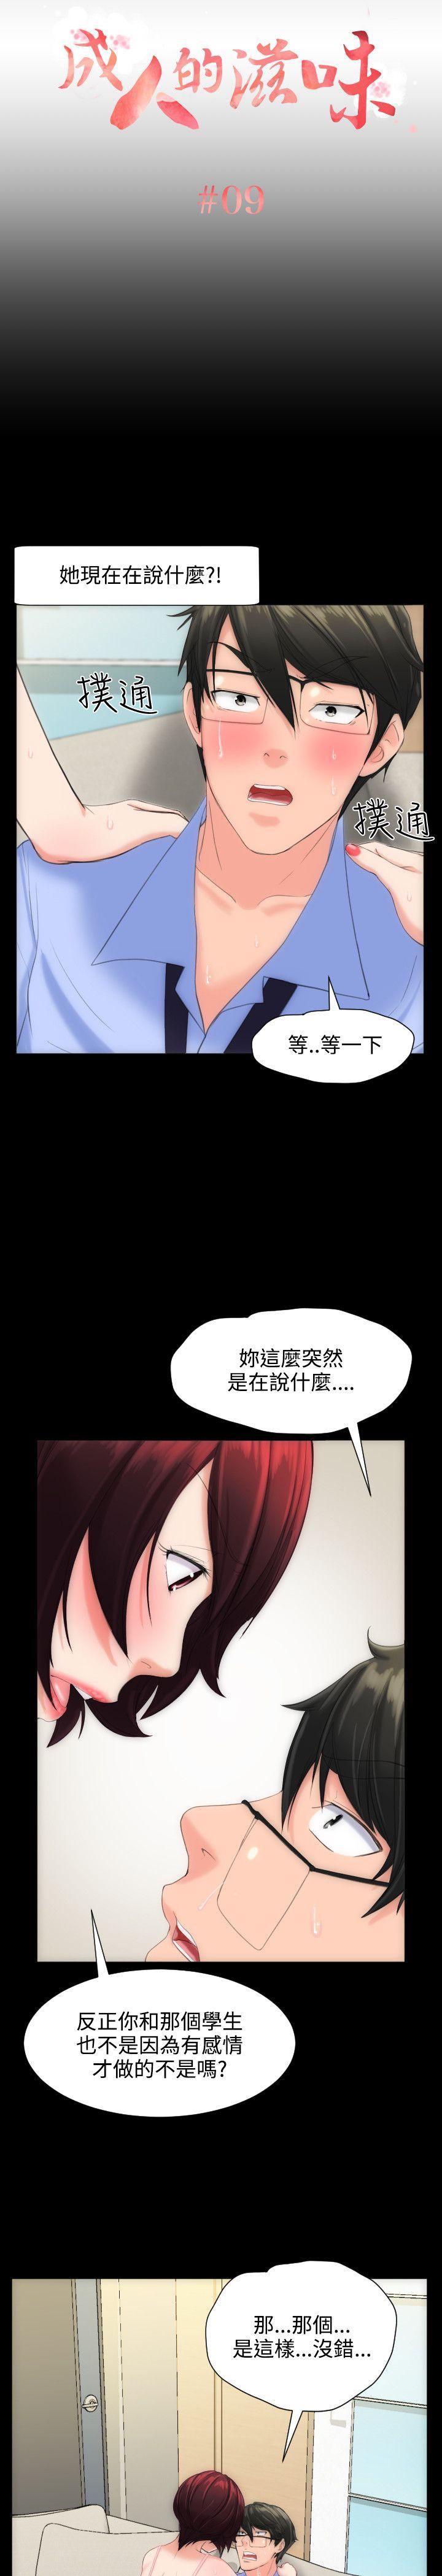 成人的滋味
#09
她現在在說什麼?!
撲通
撲通
等..等一下
妳這麼突然
是在說什麼....
反正你和那個學生
也不是因為有感情
才做的不是嗎?
那...那個...
是這樣...沒錯...